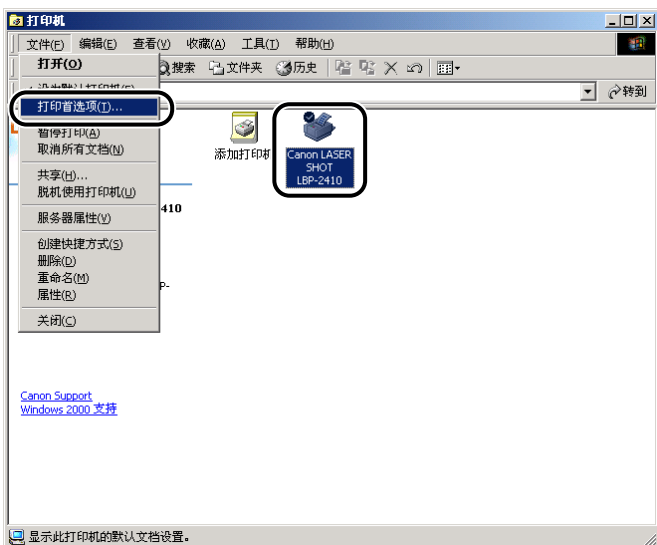 打印机
文件(F) 编辑(E) 查看(V) 收藏(A) 工具(T) 帮助(H)
打开(O)
搜索 文件夹 历史
转到
打印首选项(T)...
暂停打印(A)
取消所有文档(N)
共享(H)...
脱机使用打印机(U)
服务器属性(V)
创建快捷方式(S)
删除(D)
重命名(M)
属性(R)
关闭(C)
添加打印机
Canon LASER
SHOT
LBP-2410
410
P-
Canon Support
Windows 2000 支持
显示此打印机的默认文档设置。